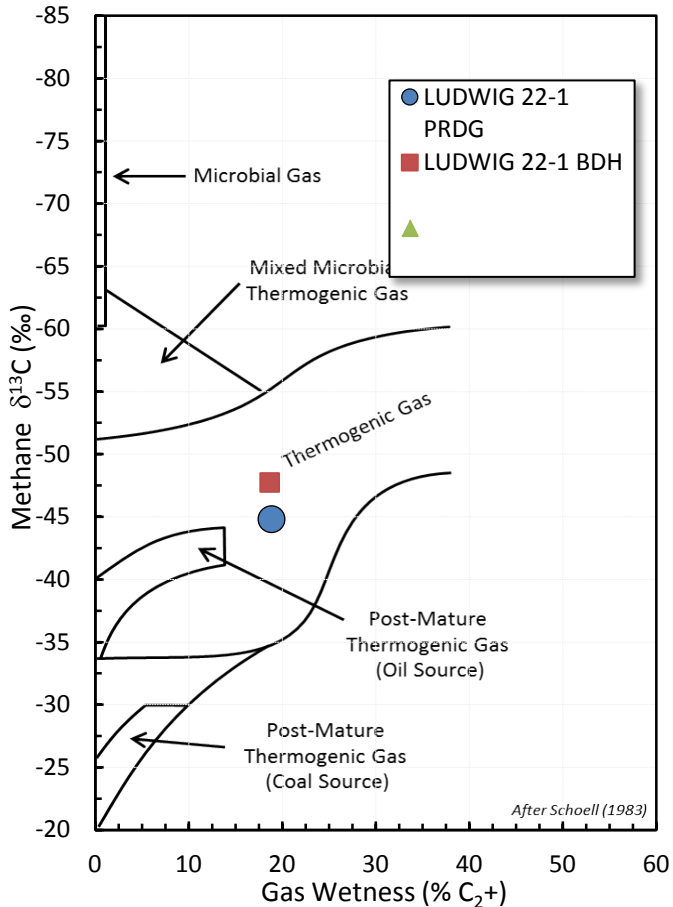 -85
-80
-75
-70
-65
-60
-55
-50
-45
-40
-35
-30
-25
-20
Methane δ¹³C (‰)
LUDWIG 22-1
PRDG
LUDWIG 22-1 BDH
Microbial Gas
Mixed Microbia
Thermogenic Gas
Thermogenic Gas
Post-Mature
Thermogenic Gas
(Oil Source)
Post-Mature
Thermogenic Gas
(Coal Source)
After Schoell (1983)
0 10 20 30 40 50 60
Gas Wetness (% C₂+)